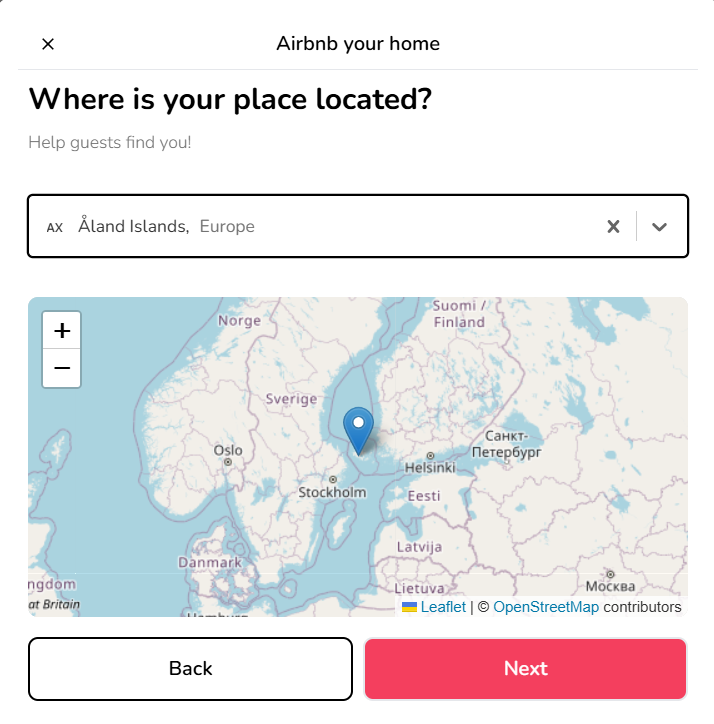 Airbnb your home
Where is your place located?
Help guests find you!
AX Åland Islands, Europe
+
−
Suomi /
Finland
Norge
Sverige
Oslo
Санкт-
Петербург
Helsinki
Stockholm
Eesti
Latvija
Danmark
Lietuva
Москва
ngdom
at Britain
Hamburg
Leaflet | © OpenStreetMap contributors
Back
Next